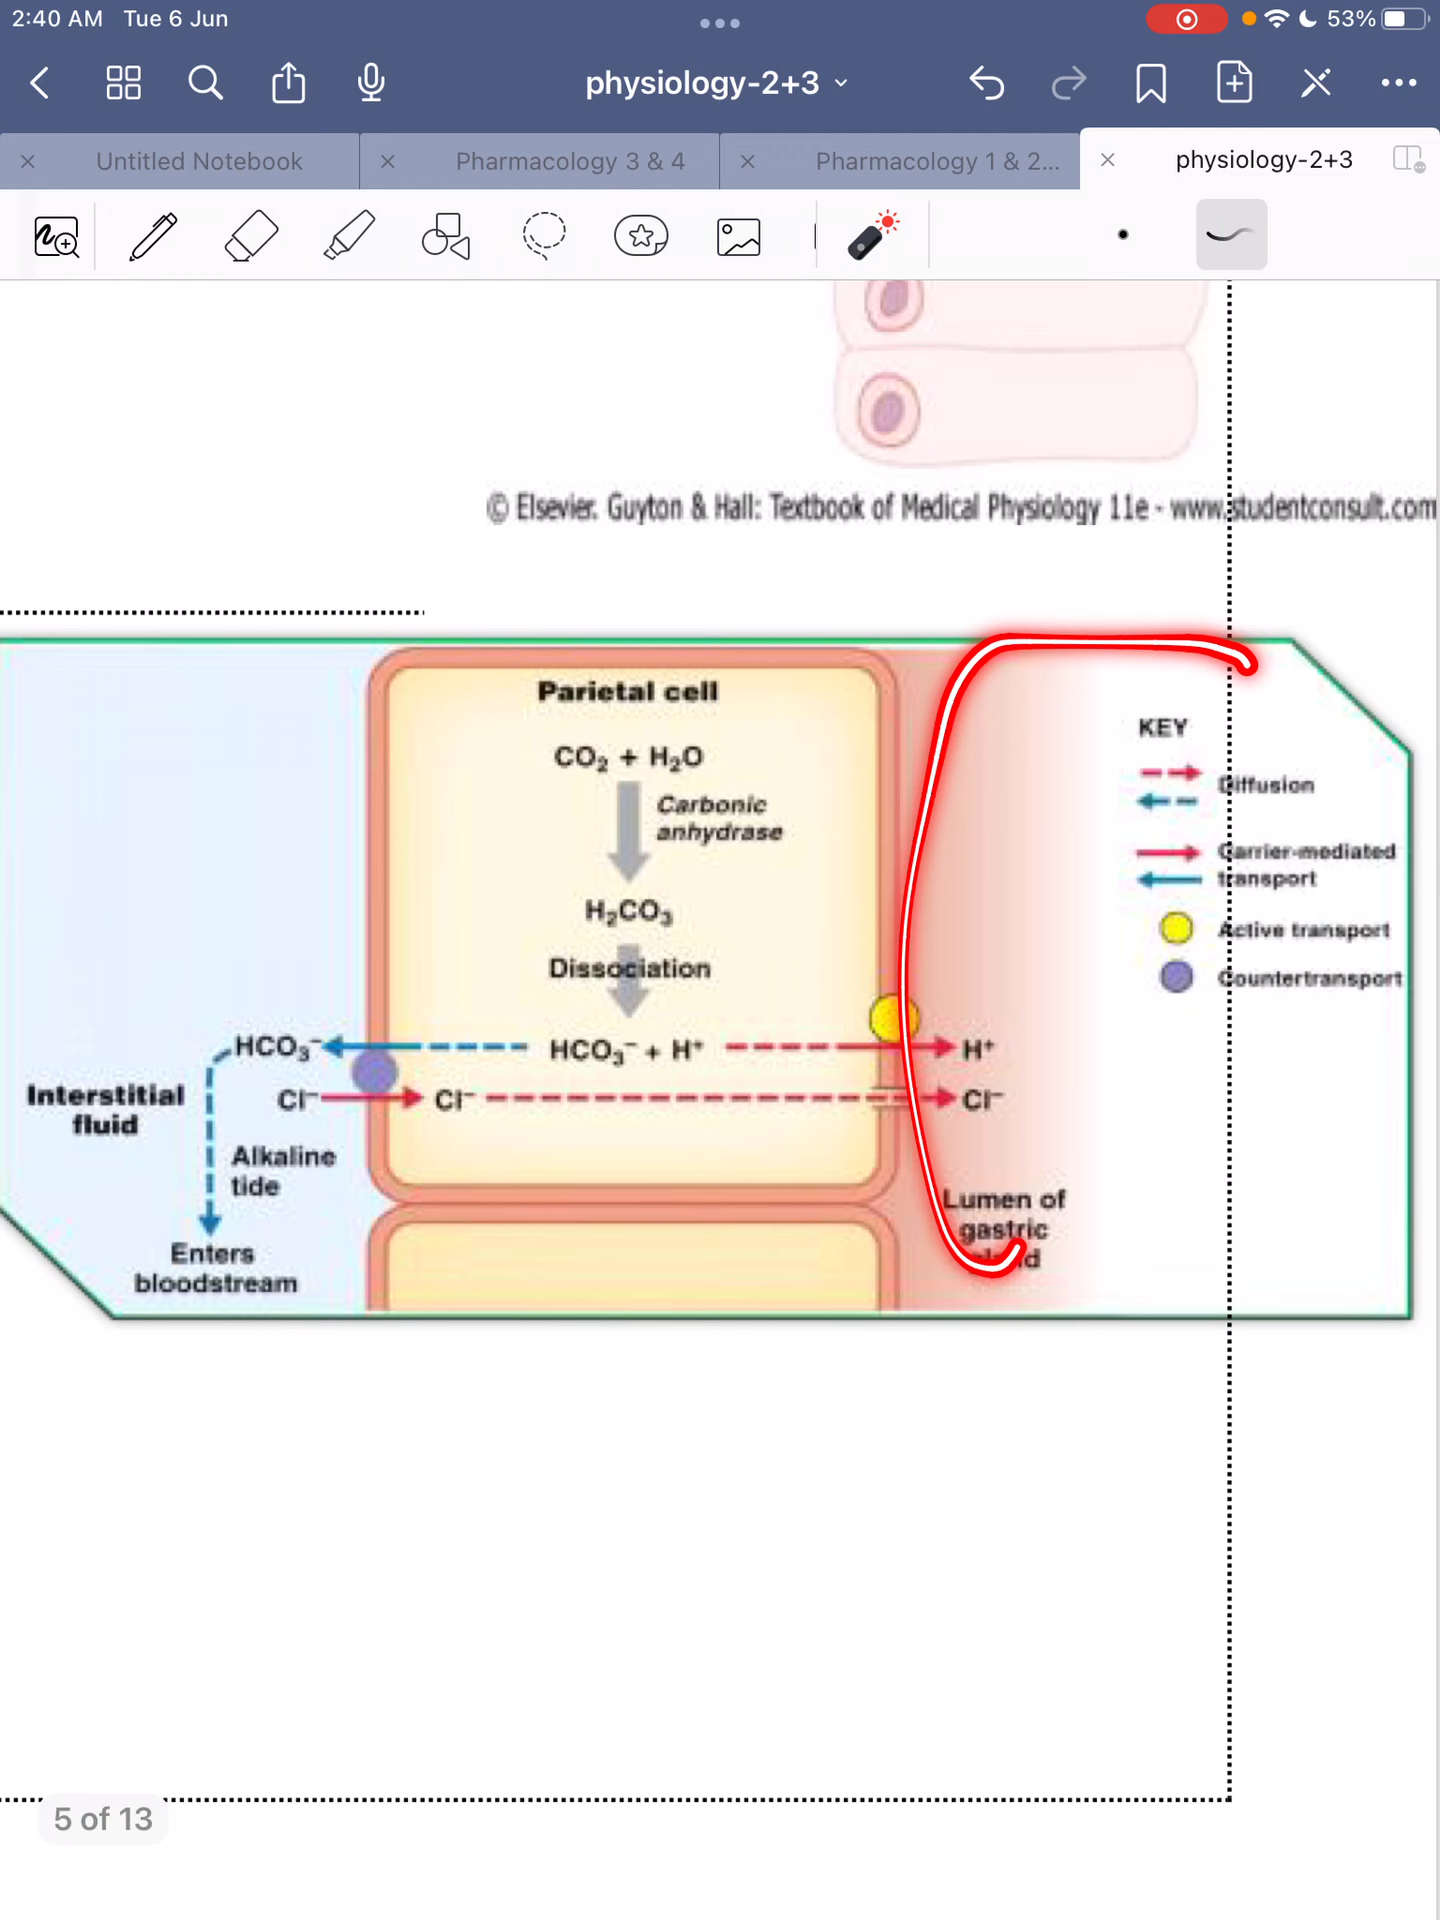 2:40 AM Tue 6 Jun
53%
physiology-2+3
Untitled Notebook
Pharmacology 3 & 4
Pharmacology 1 & 2...
physiology-2+3
© Elsevier. Guyton & Hall: Textbook of Medical Physiology 11e - www.studentconsult.com
Parietal cell
CO₂ + H₂O
Carbonic
anhydrase
H₂CO₃
Dissociation
HCO₃⁻
HCO₃⁻ + H⁺
H⁺
Cl⁻
Cl⁻
Cl⁻
Interstitial
fluid
Alkaline
tide
Enters
bloodstream
Lumen of
gastric
KEY
Diffusion
Carrier-mediated
transport
Active transport
Countertransport
5 of 13